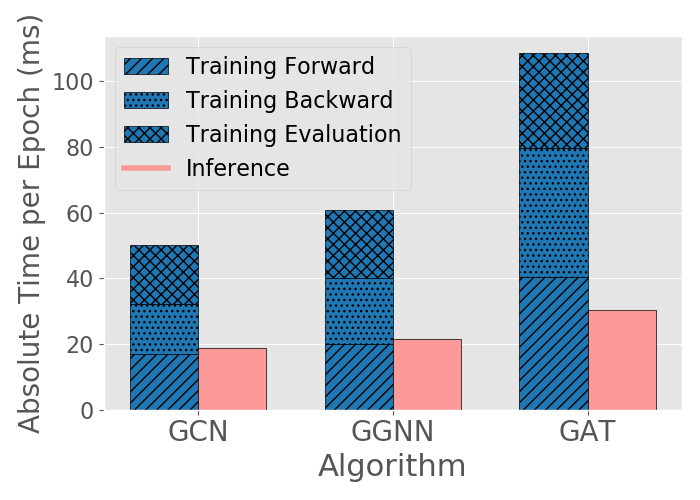 Absolute Time per Epoch (ms)
100
80
60
40
20
0
Training Forward
Training Backward
Training Evaluation
Inference
GCN GGNN GAT
Algorithm